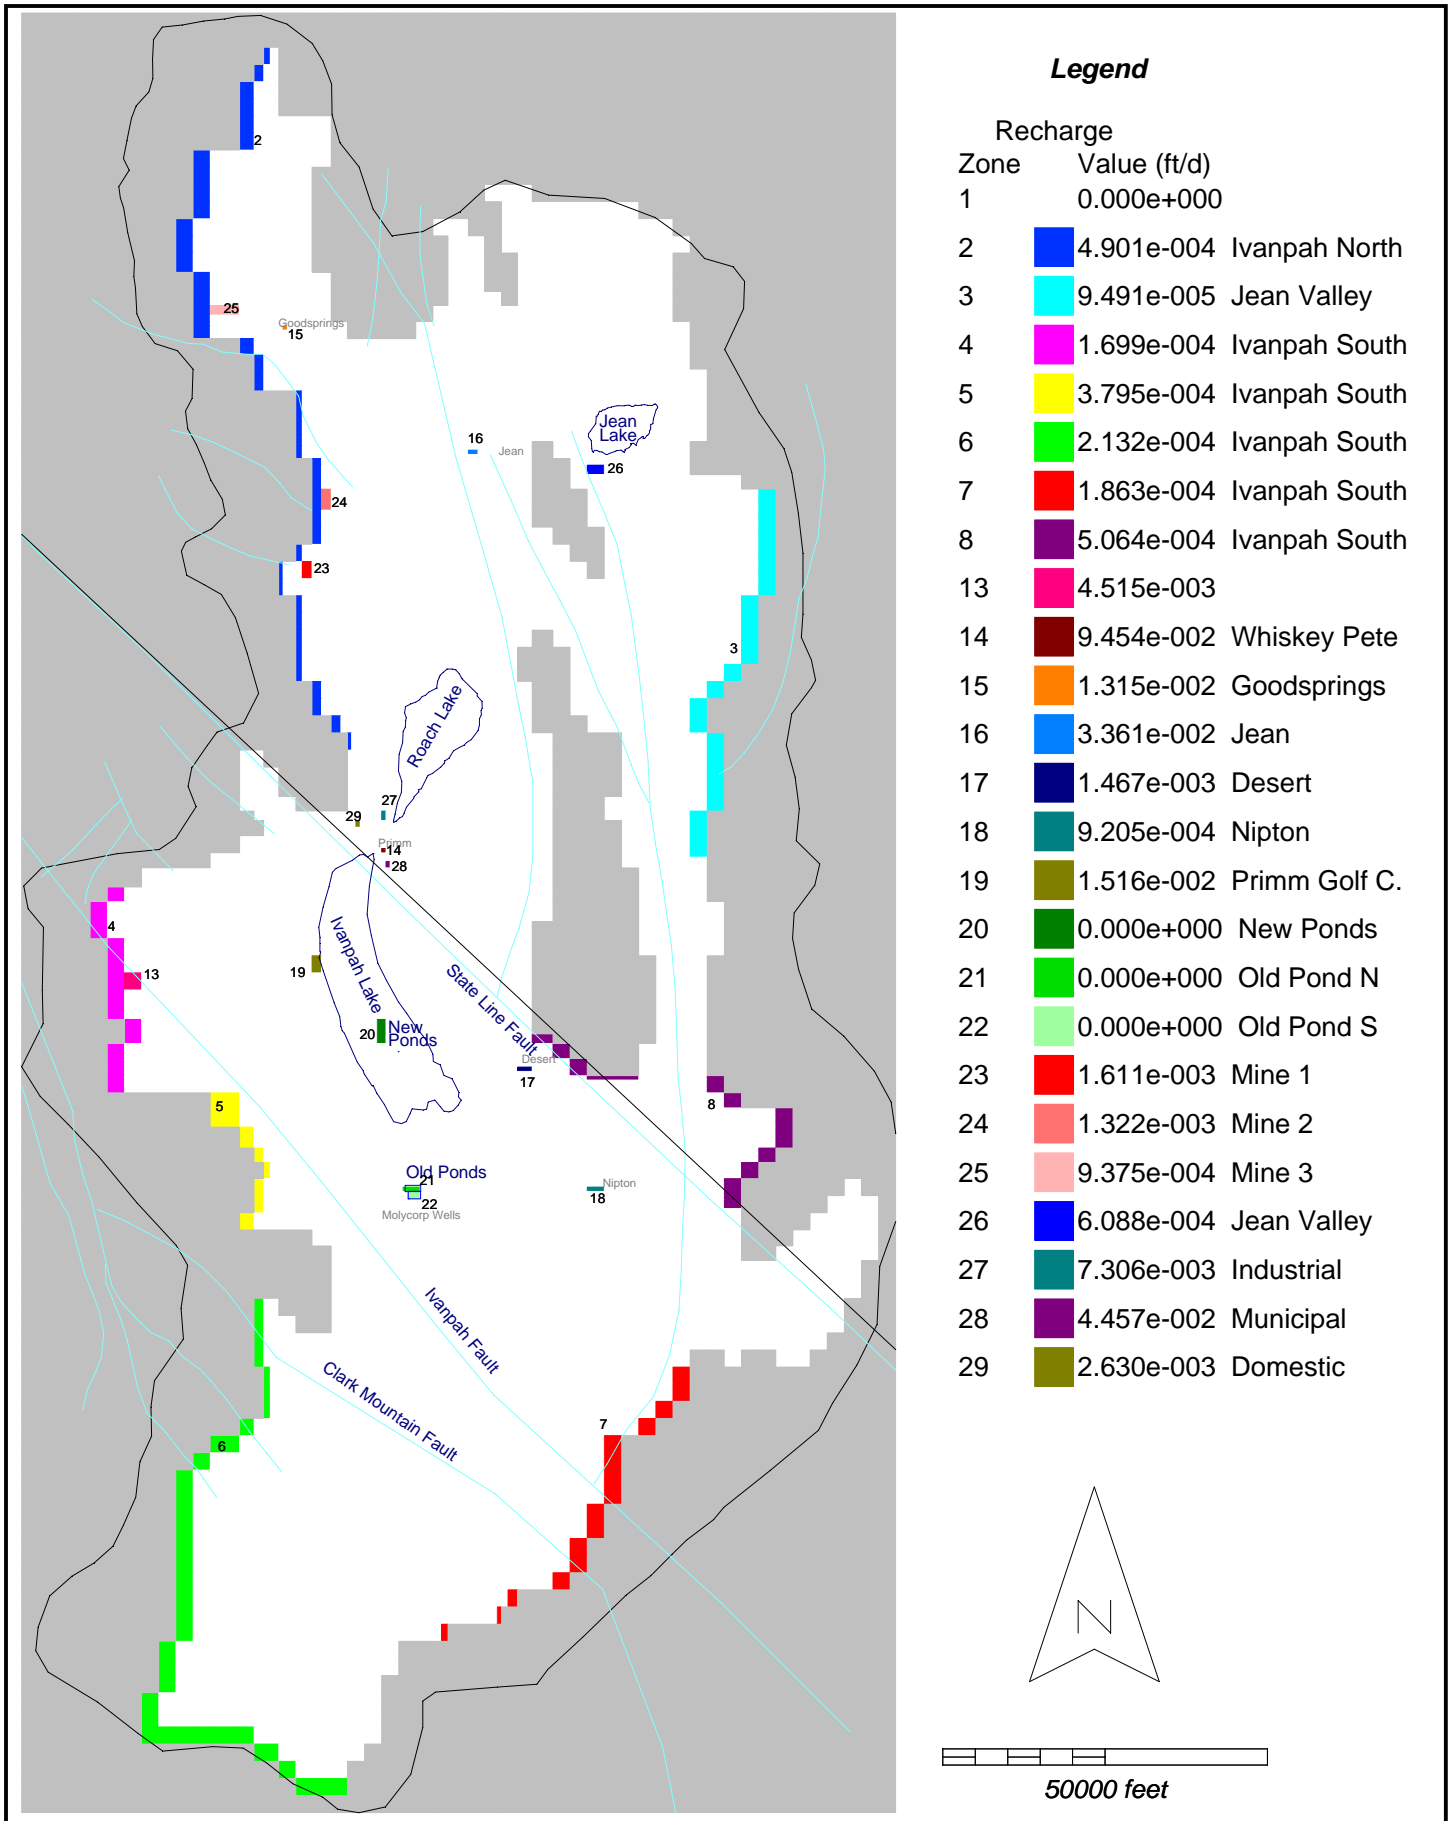 Legend
Recharge
Zone Value (ft/d)
1 0.000e+000
2 4.901e-004 Ivanpah North
3 9.491e-005 Jean Valley
4 1.699e-004 Ivanpah South
5 3.795e-004 Ivanpah South
6 2.132e-004 Ivanpah South
7 1.863e-004 Ivanpah South
8 5.064e-004 Ivanpah South
13 4.515e-003
14 9.454e-002 Whiskey Pete
15 1.315e-002 Goodsprings
16 3.361e-002 Jean
17 1.467e-003 Desert
18 9.205e-004 Nipton
19 1.516e-002 Primm Golf C.
20 0.000e+000 New Ponds
21 0.000e+000 Old Pond N
22 0.000e+000 Old Pond S
23 1.611e-003 Mine 1
24 1.322e-003 Mine 2
25 9.375e-004 Mine 3
26 6.088e-004 Jean Valley
27 7.306e-003 Industrial
28 4.457e-002 Municipal
29 2.630e-003 Domestic
N
50000 feet
2
25
Goodsprings
15
Jean
Lake
16
Jean
26
24
23
3
Roach Lake
27
29
Primm
14
28
4
13
19
Ivanpah Lake
State Line Fault
20
New
Ponds
Desert
17
5
8
Old Ponds
21
22
Molycorp Wells
Nipton
18
Ivanpah Fault
Clark Mountain Fault
7
6